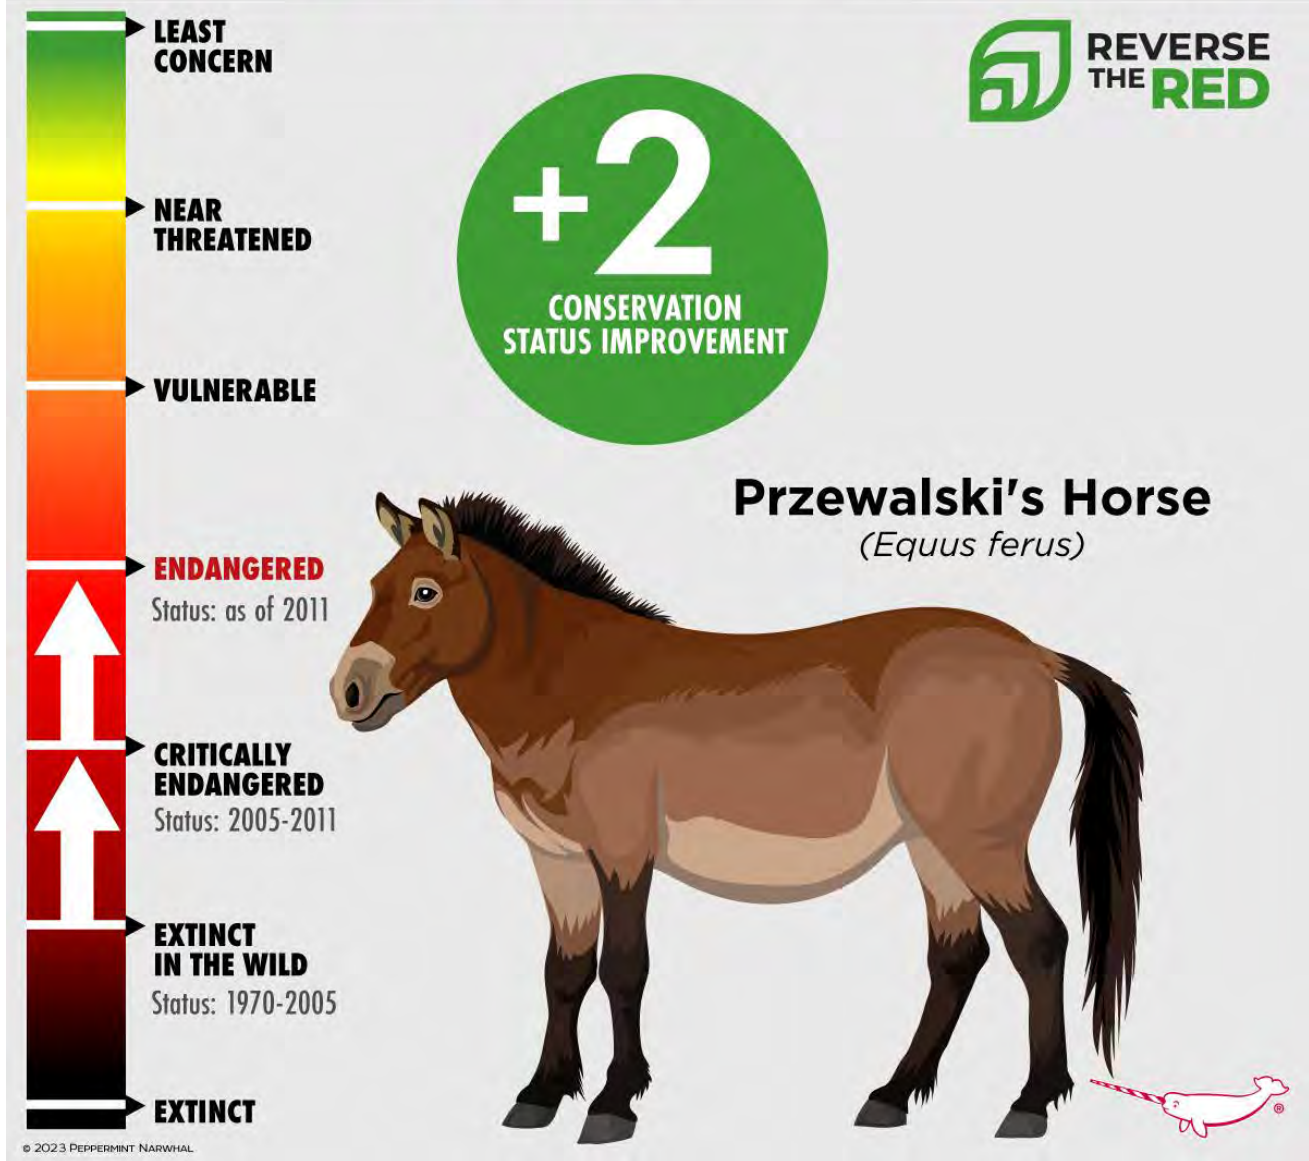 LEAST
CONCERN
NEAR
THREATENED
VULNERABLE
ENDANGERED
Status: as of 2011
CRITICALLY
ENDANGERED
Status: 2005-2011
EXTINCT
IN THE WILD
Status: 1970-2005
EXTINCT
+2
CONSERVATION
STATUS IMPROVEMENT
REVERSE
THE RED
Przewalski's Horse
(Equus ferus)
®
© 2023 PEPPERMINT NARWHAL